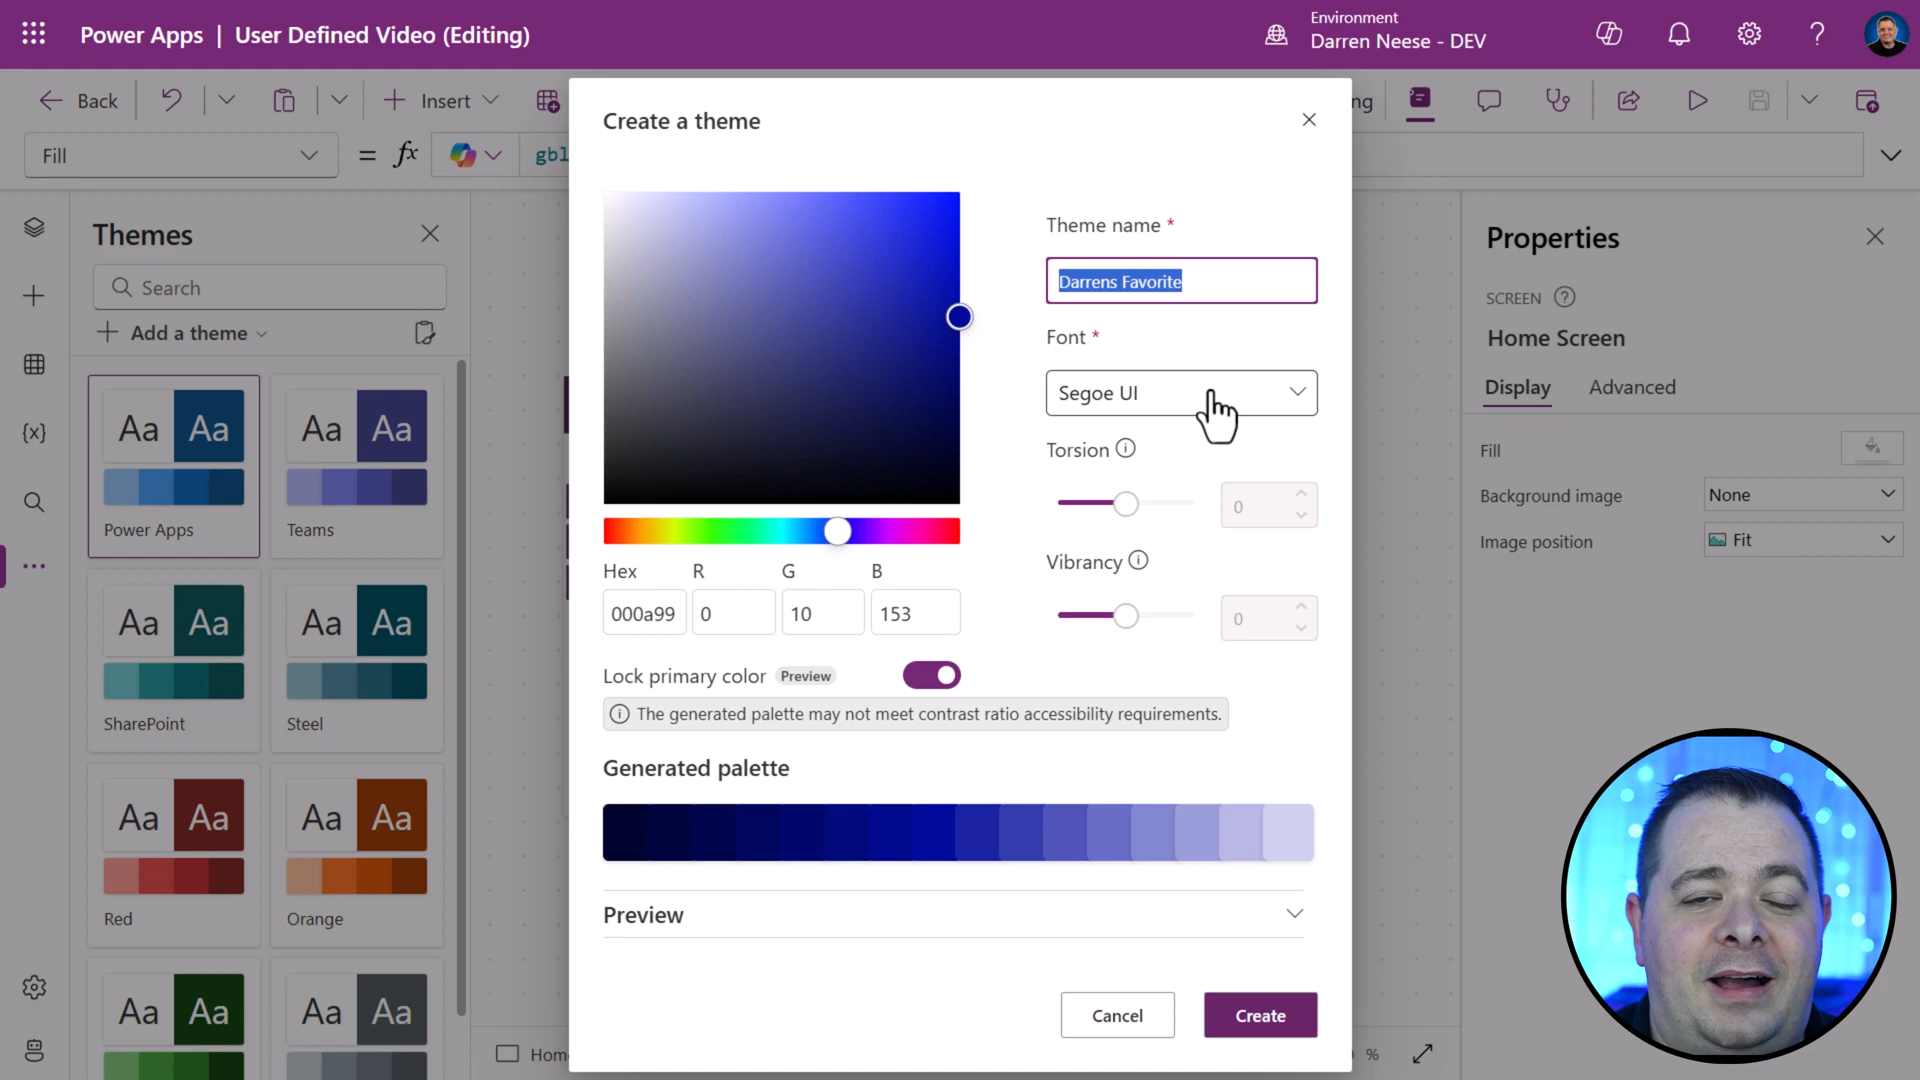 Power Apps | User Defined Video (Editing)
Environment
Darren Neese - DEV
Back
Insert
ng
Fill
=
fx
gbl
Themes
Search
Add a theme
Aa Aa
Power Apps
Aa Aa
Teams
Aa Aa
SharePoint
Aa Aa
Steel
Aa Aa
Red
Aa Aa
Orange
Aa Aa
Aa Aa
Create a theme
Hex R G B
000a99 0 10 153
Lock primary color Preview
The generated palette may not meet contrast ratio accessibility requirements.
Theme name *
Darrens Favorite
Font *
Segoe UI
Torsion
0
Vibrancy
0
Generated palette
Preview
Cancel
Create
Hom
%
Properties
SCREEN
Home Screen
Display Advanced
Fill
Background image None
Image position Fit